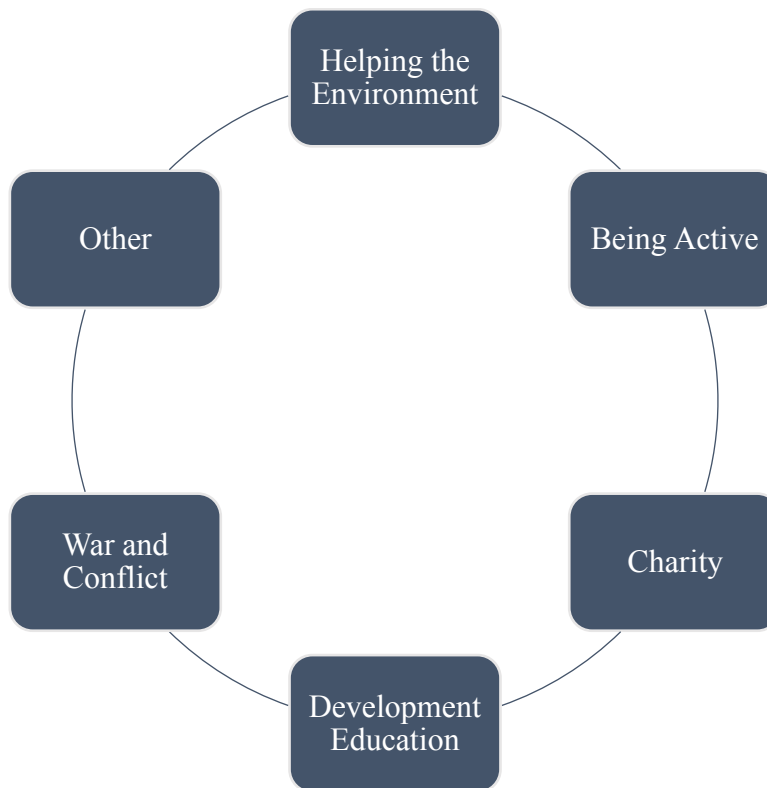 Helping the
Environment
Other
Being Active
War and
Conflict
Charity
Development
Education